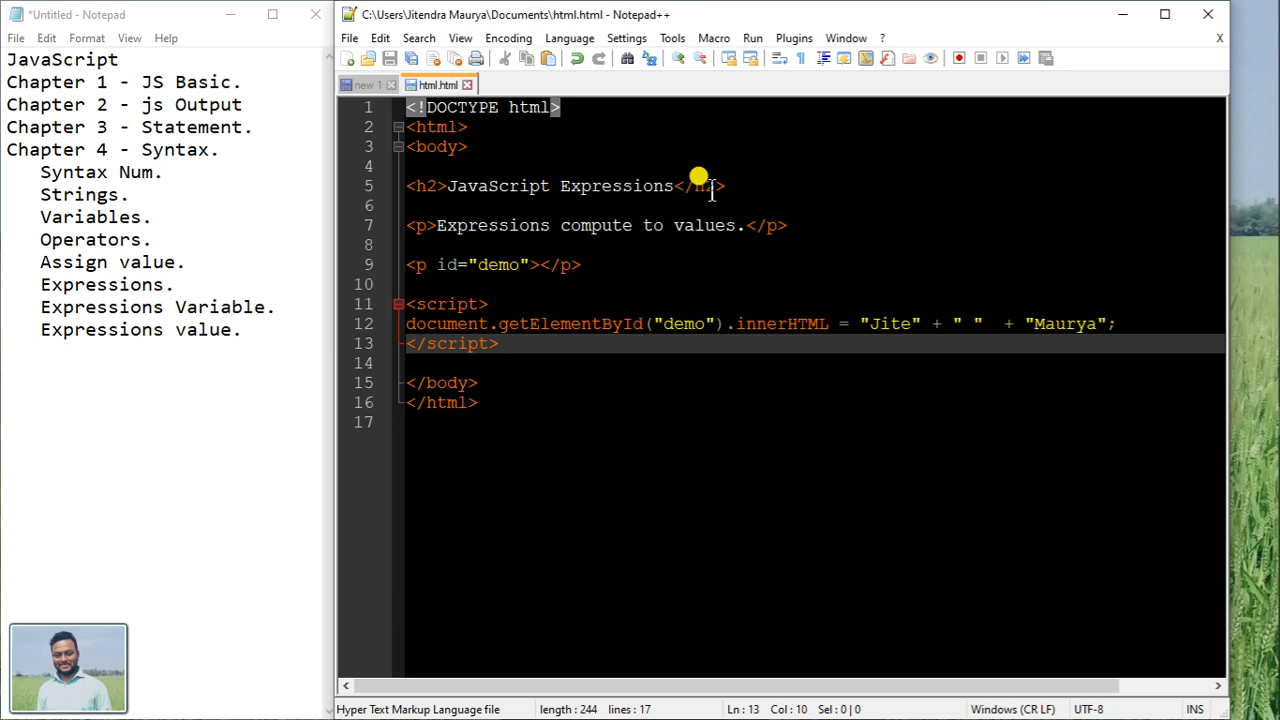 *Untitled - Notepad
File Edit Format View Help
JavaScript
Chapter 1 - JS Basic.
Chapter 2 - js Output
Chapter 3 - Statement.
Chapter 4 - Syntax.
Syntax Num.
Strings.
Variables.
Operators.
Assign value.
Expressions.
Expressions Variable.
Expressions value.
C:\Users\Jitendra Maurya\Documents\html.html - Notepad++
File Edit Search View Encoding Language Settings Tools Macro Run Plugins Window ? X
new 1 html.html
1 <!DOCTYPE html>
2 <html>
3 <body>
4
5 <h2>JavaScript Expressions</h2>
6
7 <p>Expressions compute to values.</p>
8
9 <p id="demo"></p>
10
11 <script>
12 document.getElementById("demo").innerHTML = "Jite" + " "  + "Maurya";
13 </script>
14
15 </body>
16 </html>
17
Hyper Text Markup Language file length : 244 lines : 17 Ln : 13 Col : 10 Sel : 0 | 0 Windows (CR LF) UTF-8 INS